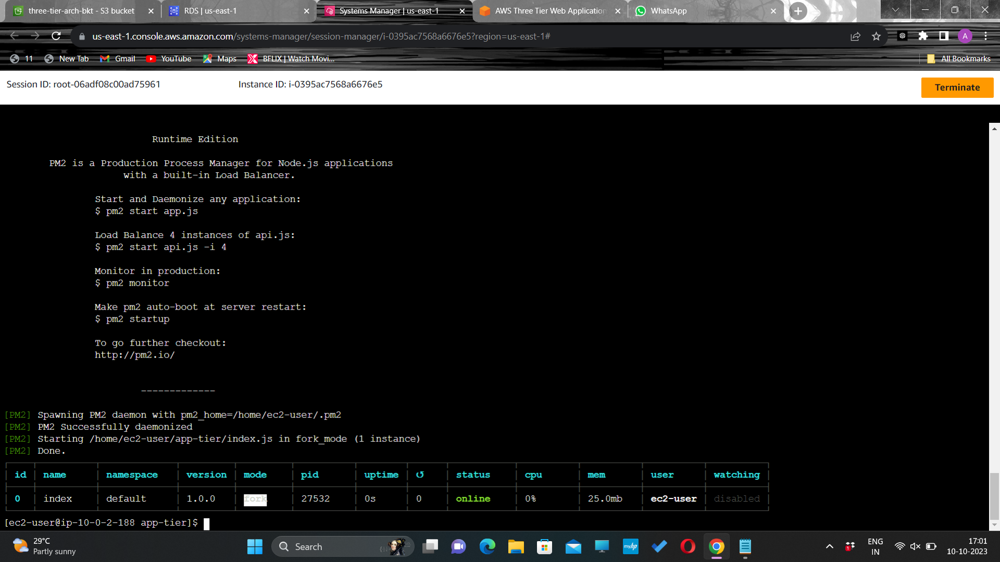 three-tier-arch-bkt - S3 bucket
RDS | us-east-1
Systems Manager | us-east-1
AWS Three Tier Web Application
WhatsApp
us-east-1.console.aws.amazon.com/systems-manager/session-manager/i-0395ac7568a6676e5?region=us-east-1#
A
11
New Tab
Gmail
YouTube
Maps
BFLIX | Watch Movi...
All Bookmarks
Session ID: root-06adf08c00ad75961
Instance ID: i-0395ac7568a6676e5
Terminate
Runtime Edition
PM2 is a Production Process Manager for Node.js applications
with a built-in Load Balancer.
Start and Daemonize any application:
$ pm2 start app.js
Load Balance 4 instances of api.js:
$ pm2 start api.js -i 4
Monitor in production:
$ pm2 monitor
Make pm2 auto-boot at server restart:
$ pm2 startup
To go further checkout:
http://pm2.io/
-------------
[PM2] Spawning PM2 daemon with pm2_home=/home/ec2-user/.pm2
[PM2] PM2 Successfully daemonized
[PM2] Starting /home/ec2-user/app-tier/index.js in fork_mode (1 instance)
[PM2] Done.
id name namespace version mode pid uptime ↺ status cpu mem user watching
0 index default 1.0.0 fork 27532 0s 0 online 0% 25.0mb ec2-user disabled
[ec2-user@ip-10-0-2-188 app-tier]$
29°C
Partly sunny
Search
myhp
1
ENG
IN
17:01
10-10-2023